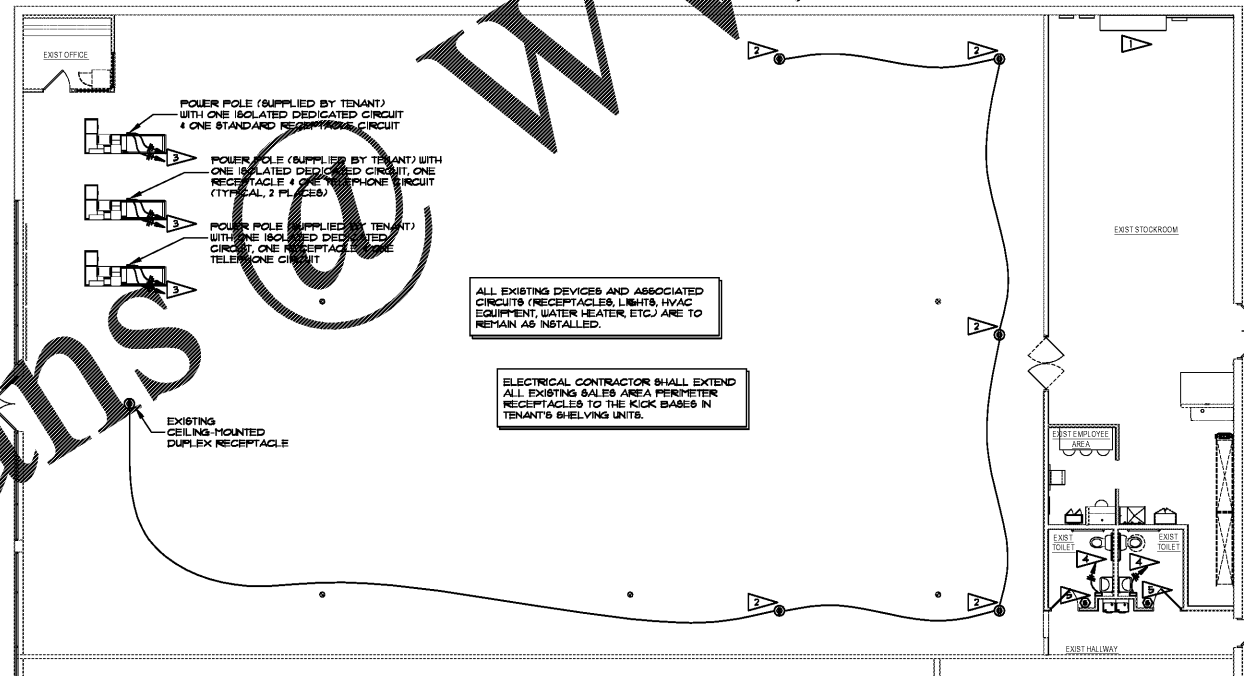 EXIST OFFICE
POWER POLE (SUPPLIED BY TENANT)
WITH ONE ISOLATED DEDICATED CIRCUIT
& ONE STANDARD RECEPTACLE CIRCUIT
3
POWER POLE (SUPPLIED BY TENANT) WITH
ONE ISOLATED DEDICATED CIRCUIT, ONE
RECEPTACLE & ONE TELEPHONE CIRCUIT
(TYPICAL, 2 PLACES)
3
POWER POLE (SUPPLIED BY TENANT)
WITH ONE ISOLATED DEDICATED
CIRCUIT, ONE RECEPTACLE & ONE
TELEPHONE CIRCUIT
3
2
2
1
W
@
ns
EXIST STOCKROOM
ALL EXISTING DEVICES AND ASSOCIATED
CIRCUITS (RECEPTACLES, LIGHTS, HVAC
EQUIPMENT, WATER HEATER, ETC.) ARE TO
REMAIN AS INSTALLED.
2
ELECTRICAL CONTRACTOR SHALL EXTEND
ALL EXISTING SALES AREA PERIMETER
RECEPTACLES TO THE KICK BASES IN
TENANT'S SHELVING UNITS.
EXISTING
CEILING-MOUNTED
DUPLEX RECEPTACLE
EXIST EMPLOYEE
AREA
EXIST
TOILET
EXIST
TOILET
4
4
5
5
2
2
EXIST HALLWAY